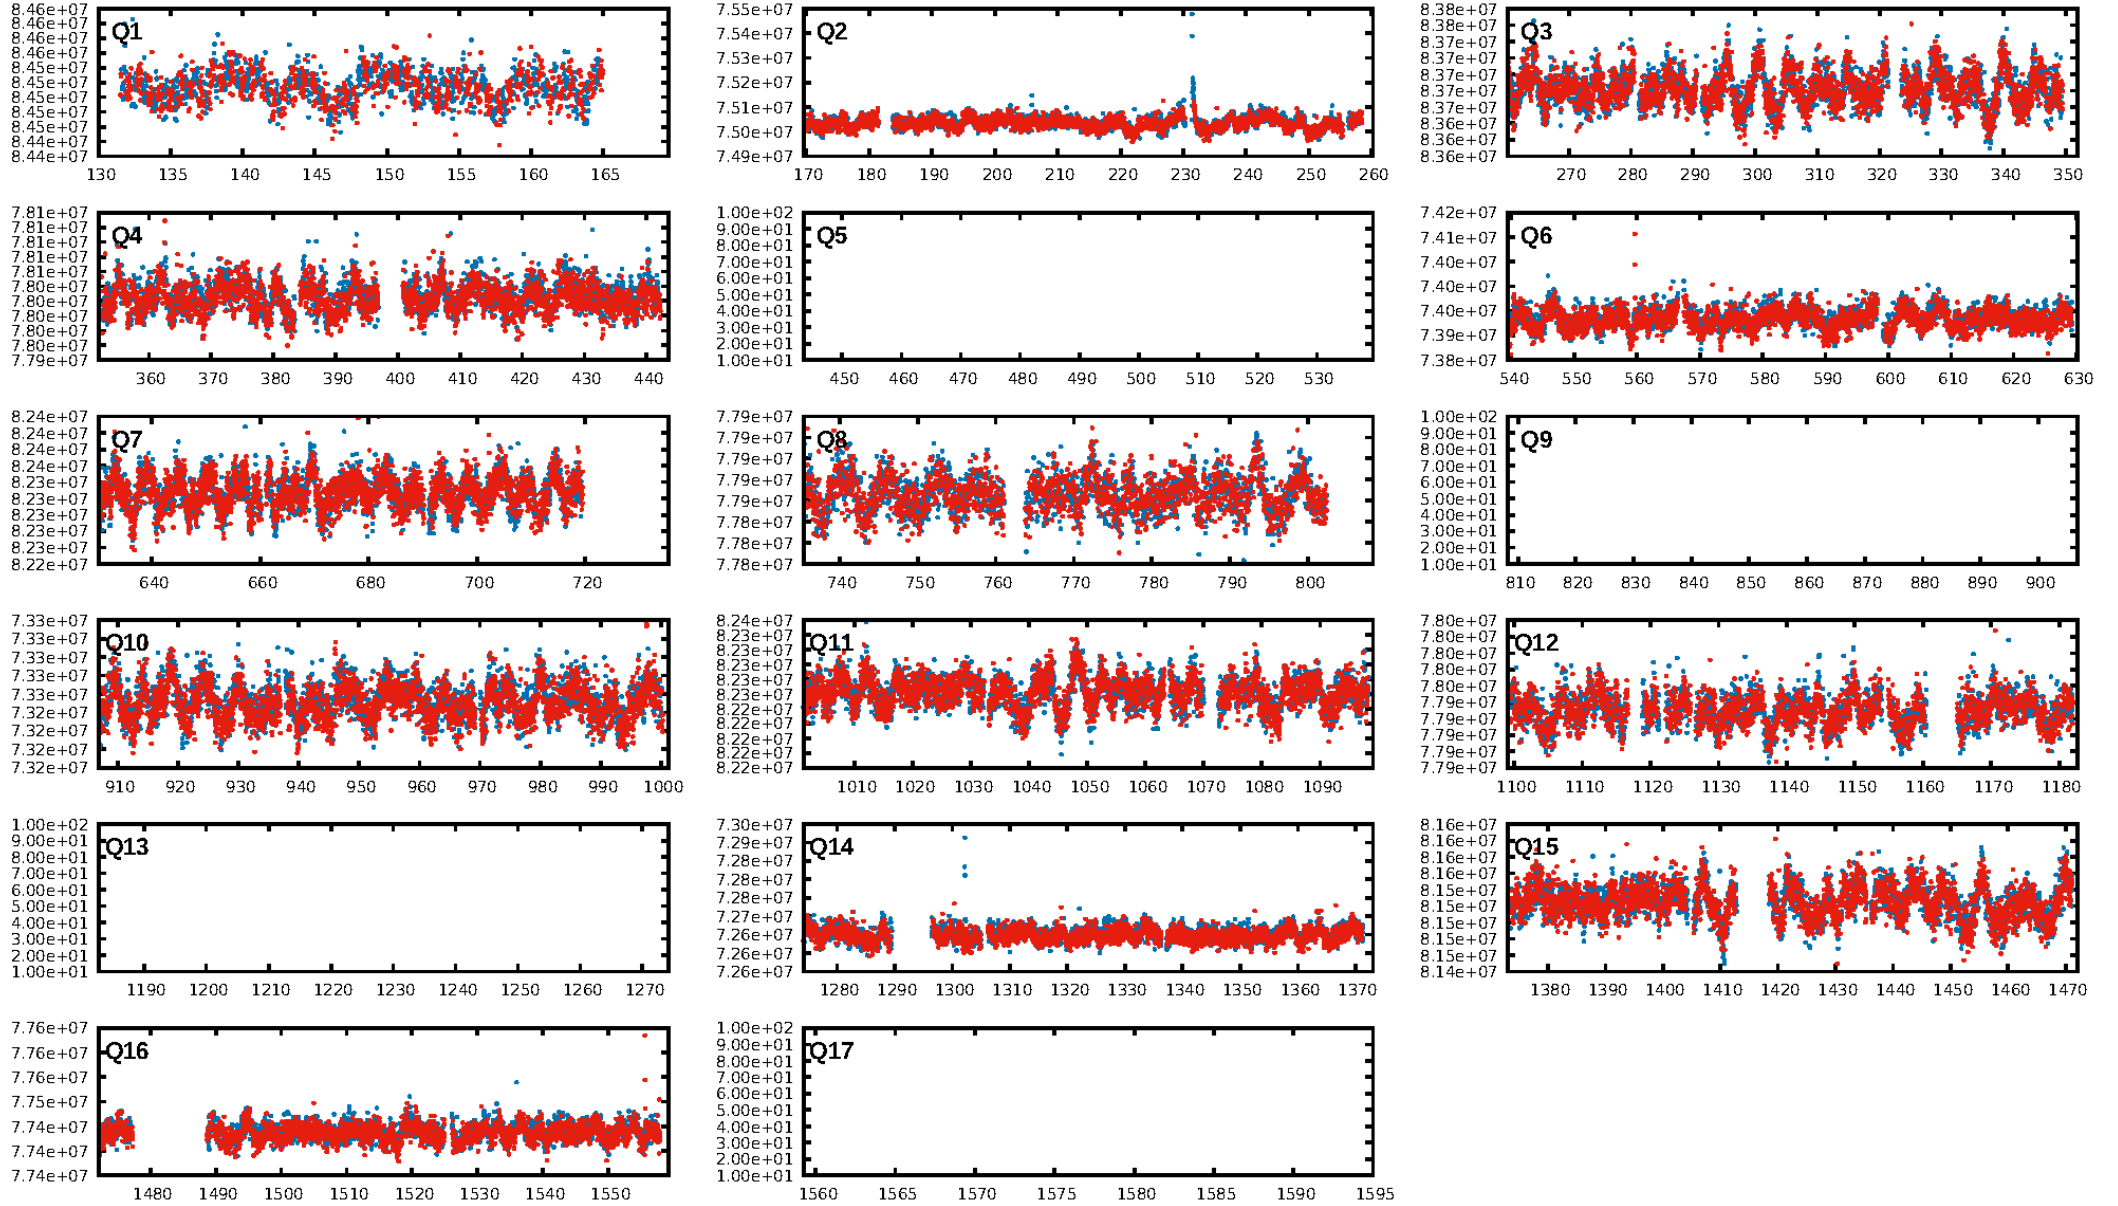 Q1
8.46e+07
8.46e+07
8.46e+07
8.46e+07
8.45e+07
8.45e+07
8.45e+07
8.45e+07
8.45e+07
8.44e+07
8.44e+07
130 135 140 145 150 155 160 165
Q2
7.55e+07
7.54e+07
7.53e+07
7.52e+07
7.51e+07
7.50e+07
7.49e+07
170 180 190 200 210 220 230 240 250 260
Q3
8.38e+07
8.38e+07
8.37e+07
8.37e+07
8.37e+07
8.37e+07
8.37e+07
8.36e+07
8.36e+07
8.36e+07
270 280 290 300 310 320 330 340 350
Q4
7.81e+07
7.81e+07
7.81e+07
7.81e+07
7.81e+07
7.80e+07
7.80e+07
7.80e+07
7.80e+07
7.80e+07
7.79e+07
360 370 380 390 400 410 420 430 440
Q5
1.00e+02
9.00e+01
8.00e+01
7.00e+01
6.00e+01
5.00e+01
4.00e+01
3.00e+01
2.00e+01
1.00e+01
450 460 470 480 490 500 510 520 530
Q6
7.42e+07
7.41e+07
7.40e+07
7.40e+07
7.40e+07
7.39e+07
7.38e+07
540 550 560 570 580 590 600 610 620 630
Q7
8.24e+07
8.24e+07
8.24e+07
8.24e+07
8.23e+07
8.23e+07
8.23e+07
8.23e+07
8.23e+07
8.22e+07
640 660 680 700 720
Q8
7.79e+07
7.79e+07
7.79e+07
7.79e+07
7.79e+07
7.78e+07
7.78e+07
7.78e+07
740 750 760 770 780 790 800
Q9
1.00e+02
9.00e+01
8.00e+01
7.00e+01
6.00e+01
5.00e+01
4.00e+01
3.00e+01
2.00e+01
1.00e+01
810 820 830 840 850 860 870 880 890 900
Q10
7.33e+07
7.33e+07
7.33e+07
7.33e+07
7.33e+07
7.32e+07
7.32e+07
7.32e+07
7.32e+07
910 920 930 940 950 960 970 980 990 1000
Q11
8.24e+07
8.23e+07
8.23e+07
8.23e+07
8.23e+07
8.22e+07
8.22e+07
8.22e+07
8.22e+07
1010 1020 1030 1040 1050 1060 1070 1080 1090
Q12
7.80e+07
7.80e+07
7.80e+07
7.80e+07
7.80e+07
7.79e+07
7.79e+07
7.79e+07
7.79e+07
7.79e+07
1100 1110 1120 1130 1140 1150 1160 1170 1180
Q13
1.00e+02
9.00e+01
8.00e+01
7.00e+01
6.00e+01
5.00e+01
4.00e+01
3.00e+01
2.00e+01
1.00e+01
1190 1200 1210 1220 1230 1240 1250 1260 1270
Q14
7.30e+07
7.29e+07
7.28e+07
7.28e+07
7.28e+07
7.27e+07
7.26e+07
7.26e+07
7.26e+07
1280 1290 1300 1310 1320 1330 1340 1350 1360 1370
Q15
8.16e+07
8.16e+07
8.16e+07
8.16e+07
8.15e+07
8.15e+07
8.15e+07
8.15e+07
8.15e+07
8.14e+07
1380 1390 1400 1410 1420 1430 1440 1450 1460 1470
Q16
7.76e+07
7.76e+07
7.76e+07
7.75e+07
7.74e+07
7.74e+07
7.74e+07
1480 1490 1500 1510 1520 1530 1540 1550
Q17
1.00e+02
9.00e+01
8.00e+01
7.00e+01
6.00e+01
5.00e+01
4.00e+01
3.00e+01
2.00e+01
1.00e+01
1560 1565 1570 1575 1580 1585 1590 1595